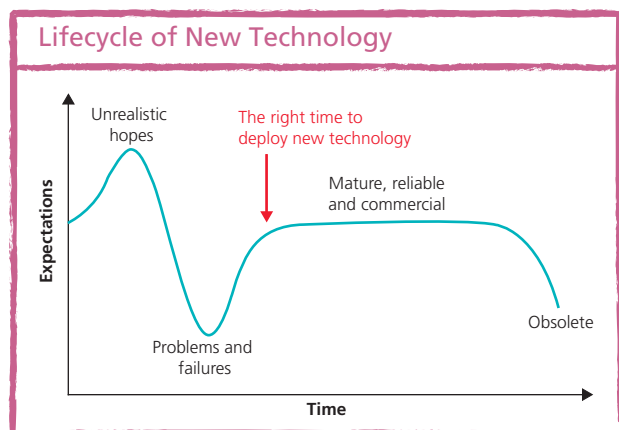 Lifecycle of New Technology
Unrealistic
hopes
The right time to
deploy new technology
Mature, reliable
and commercial
Expectations
Problems and
failures
Obsolete
Time